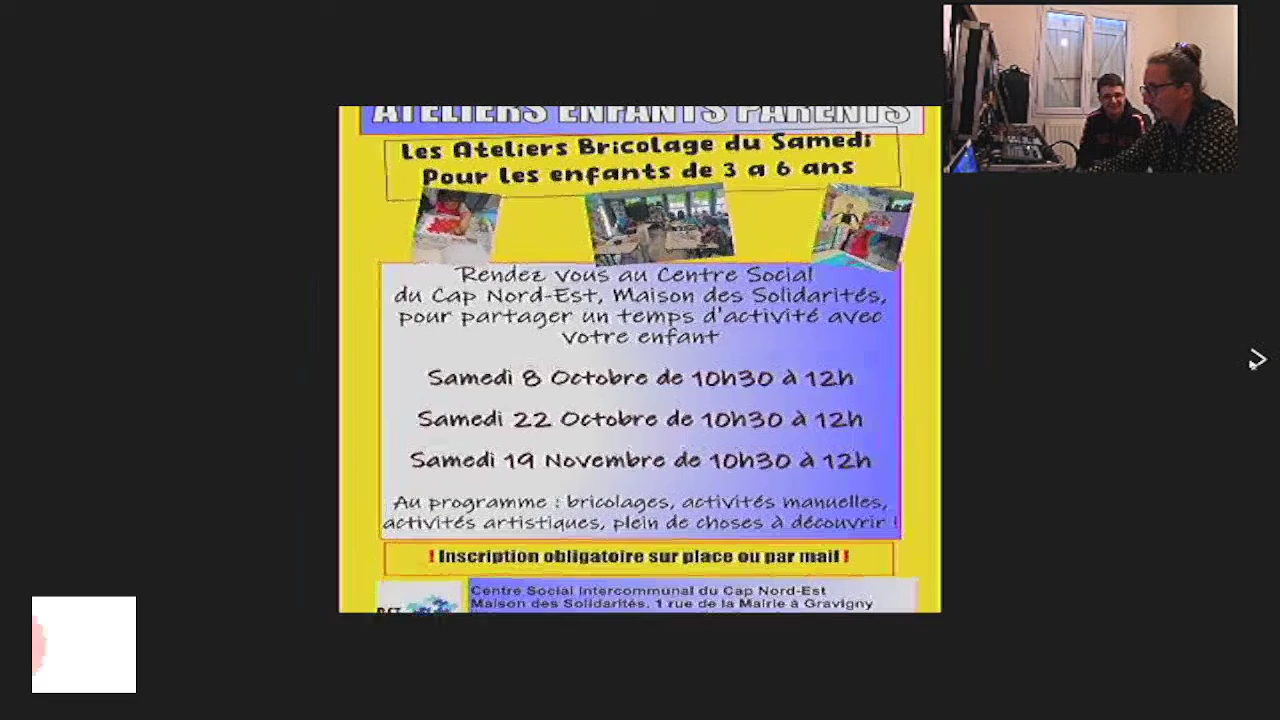 ATELIERS ENFANTS PARENTS
Les Ateliers Bricolage du Samedi
Pour les enfants de 3 a 6 ans
Rendez vous au Centre Social
du Cap Nord-Est, Maison des Solidarités,
pour partager un temps d'activité avec
votre enfant
Samedi 8 Octobre de 10h30 à 12h
Samedi 22 Octobre de 10h30 à 12h
Samedi 19 Novembre de 10h30 à 12h
Au programme : bricolages, activités manuelles,
activités artistiques, plein de choses à découvrir !
! Inscription obligatoire sur place ou par mail !
Centre Social Intercommunal du Cap Nord-Est
Maison des Solidarités, 1 rue de la Mairie à Gravigny